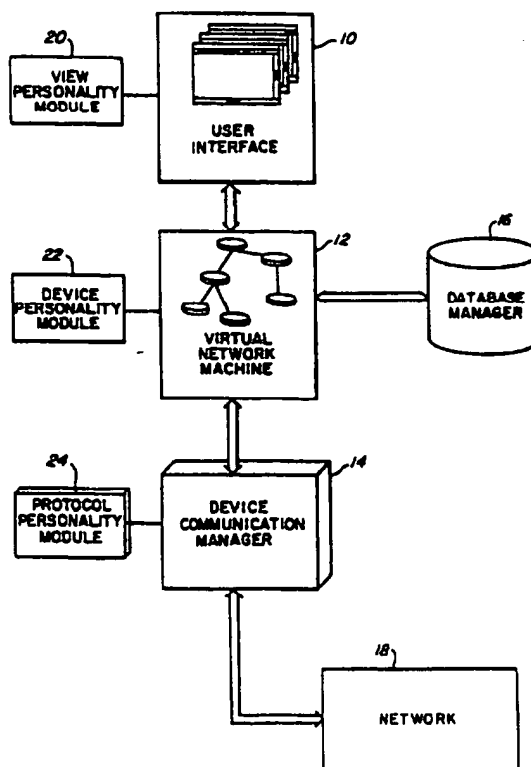 20
10
VIEW
PERSONALITY
MODULE
USER
INTERFACE
22
12
16
DEVICE
PERSONALITY
MODULE
VIRTUAL
NETWORK
MACHINE
DATABASE
MANAGER
24
14
PROTOCOL
PERSONALITY
MODULE
DEVICE
COMMUNICATION
MANAGER
18
NETWORK